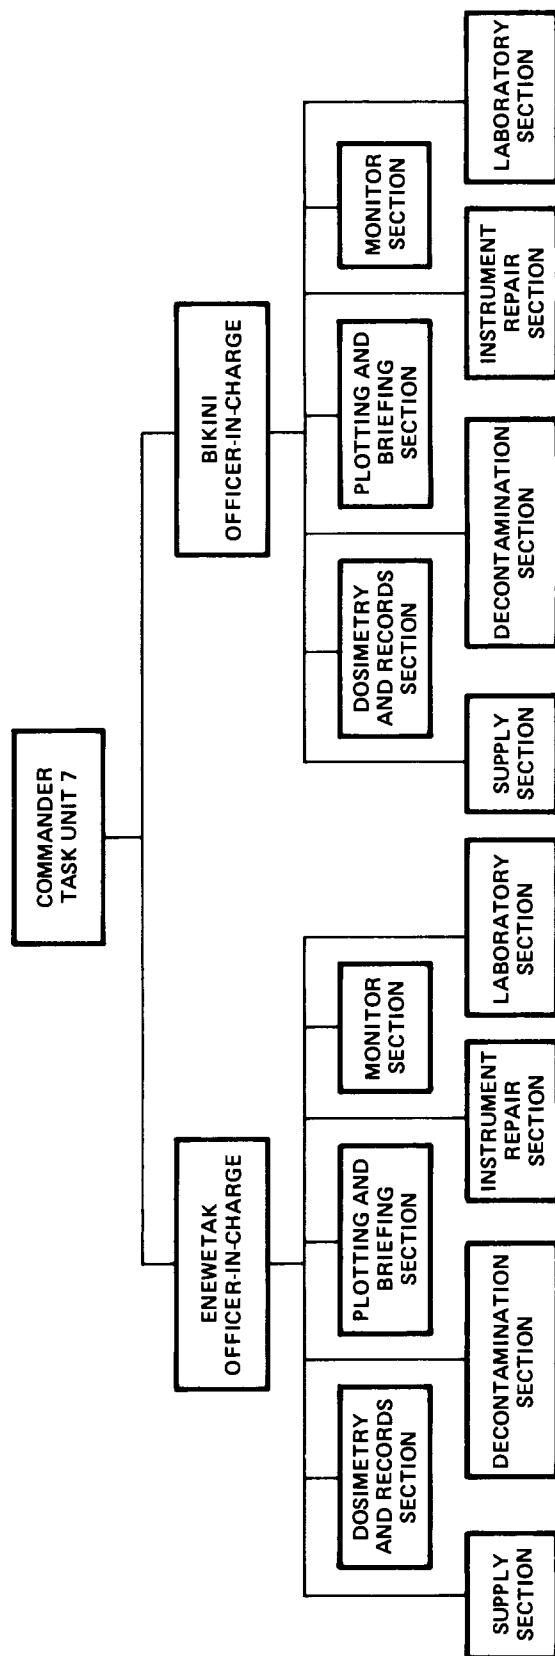 COMMANDER
TASK UNIT 7
ENEWETAK
OFFICER-IN-CHARGE
BIKINI
OFFICER-IN-CHARGE
DOSIMETRY
AND RECORDS
SECTION
PLOTTING AND
BRIEFING
SECTION
MONITOR
SECTION
DOSIMETRY
AND RECORDS
SECTION
PLOTTING AND
BRIEFING
SECTION
MONITOR
SECTION
SUPPLY
SECTION
DECONTAMINATION
SECTION
INSTRUMENT
REPAIR
SECTION
LABORATORY
SECTION
SUPPLY
SECTION
DECONTAMINATION
SECTION
INSTRUMENT
REPAIR
SECTION
LABORATORY
SECTION